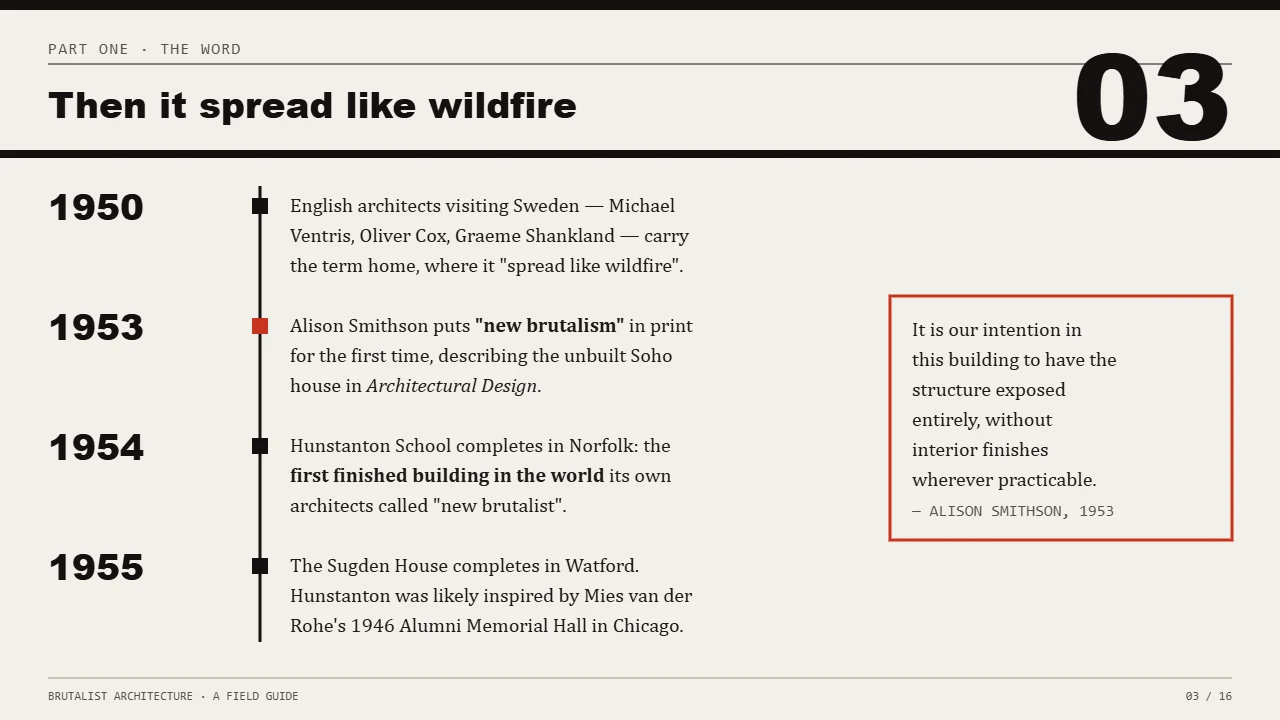 PART ONE · THE WORD
03
Then it spread like wildfire
1950
English architects visiting Sweden — Michael
Ventris, Oliver Cox, Graeme Shankland — carry
the term home, where it "spread like wildfire".
1953
Alison Smithson puts "new brutalism" in print
for the first time, describing the unbuilt Soho
house in Architectural Design.
1954
Hunstanton School completes in Norfolk: the
first finished building in the world its own
architects called "new brutalist".
1955
The Sugden House completes in Watford.
Hunstanton was likely inspired by Mies van der
Rohe's 1946 Alumni Memorial Hall in Chicago.
It is our intention in
this building to have the
structure exposed
entirely, without
interior finishes
wherever practicable.
— ALISON SMITHSON, 1953
BRUTALIST ARCHITECTURE · A FIELD GUIDE
03 / 16